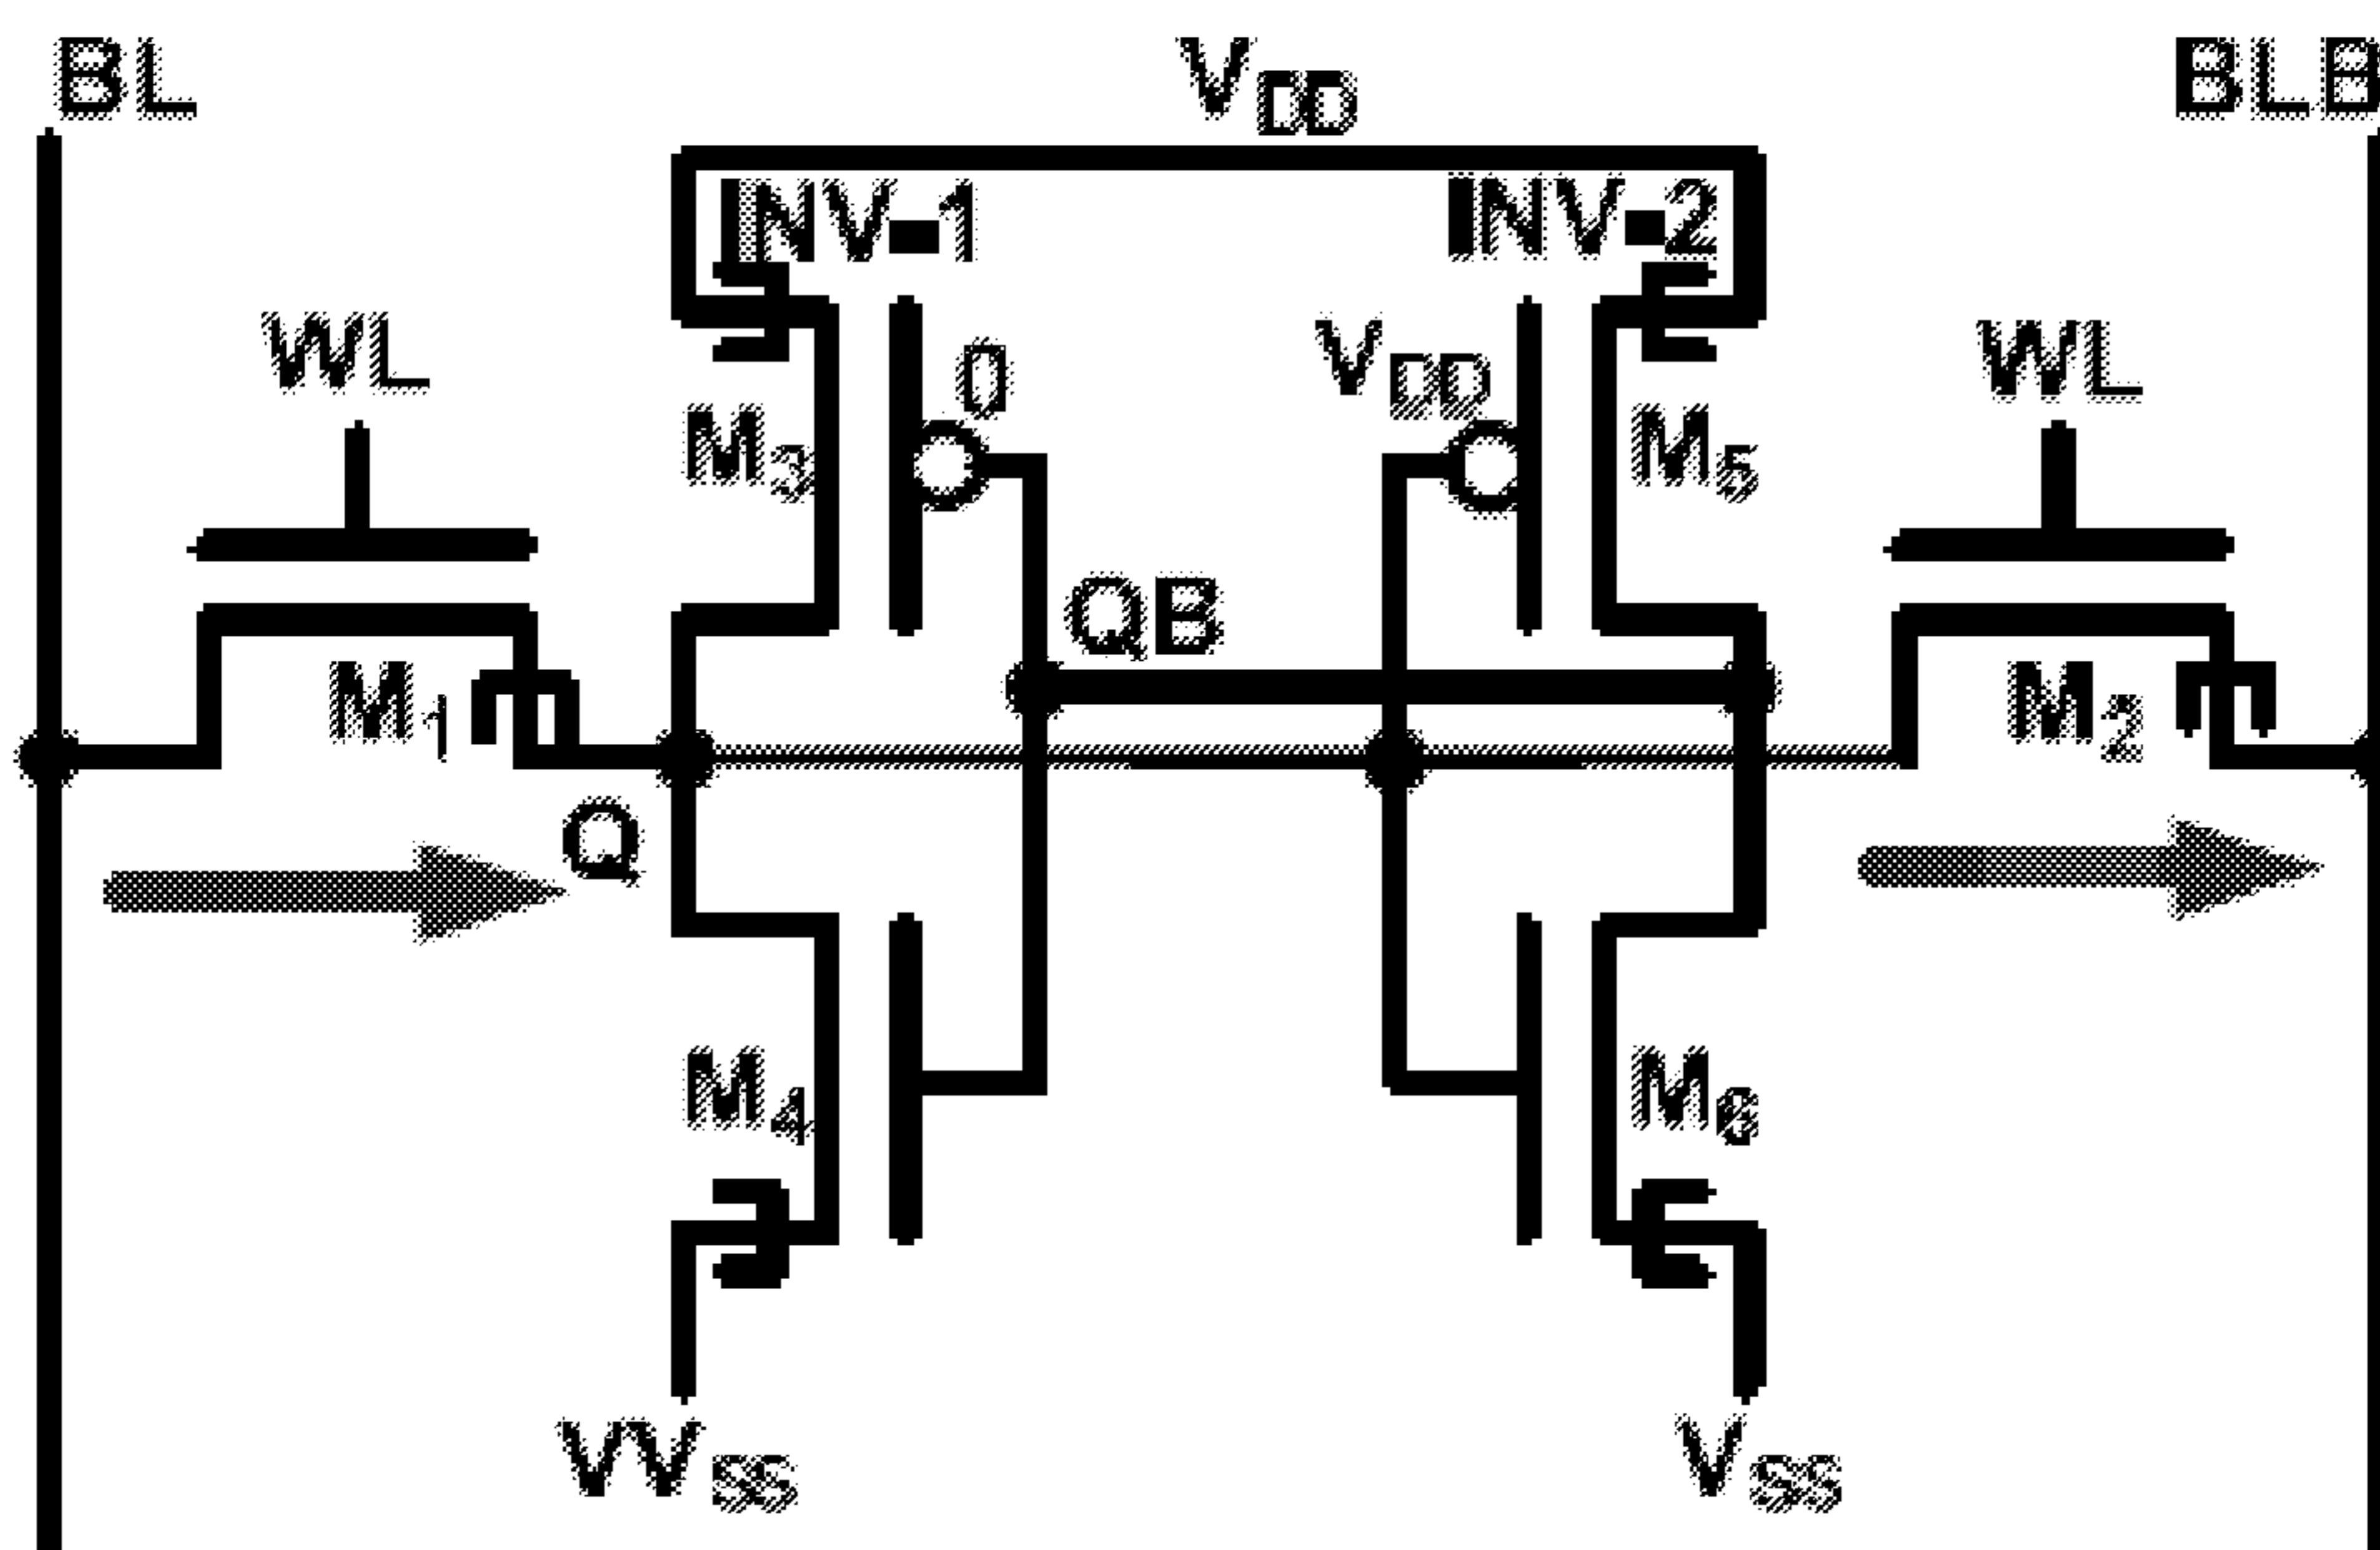 BL VDD BLB
INV-1 INV-2
WL 0 VDD WL
M3 M5
QB
M1 M2
Q
M4 M6
VVSS VSS